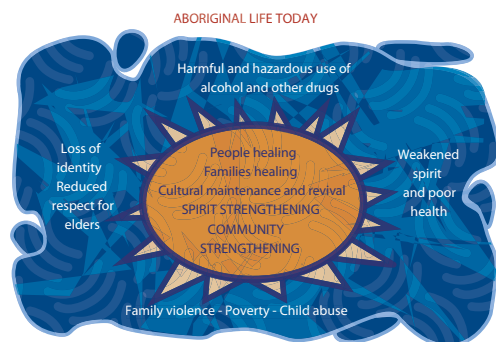 ABORIGINAL LIFE TODAY
Harmful and hazardous use of
alcohol and other drugs
Loss of
identity
Reduced
respect for
elders
People healing
Families healing
Cultural maintenance and revival
SPIRIT STRENGTHENING
COMMUNITY
STRENGTHENING
Weakened
spirit
and poor
health
Family violence - Poverty - Child abuse